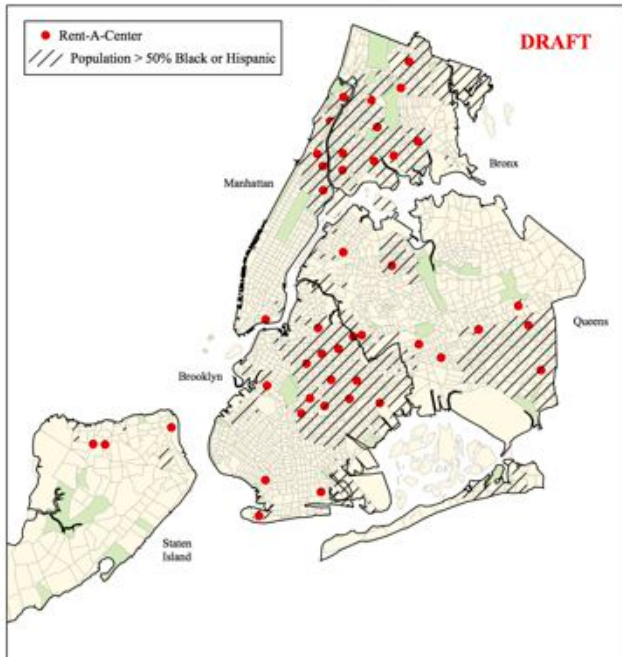 Rent-A-Center
Population > 50% Black or Hispanic
DRAFT
Bronx
Manhattan
Queens
Brooklyn
Staten
Island